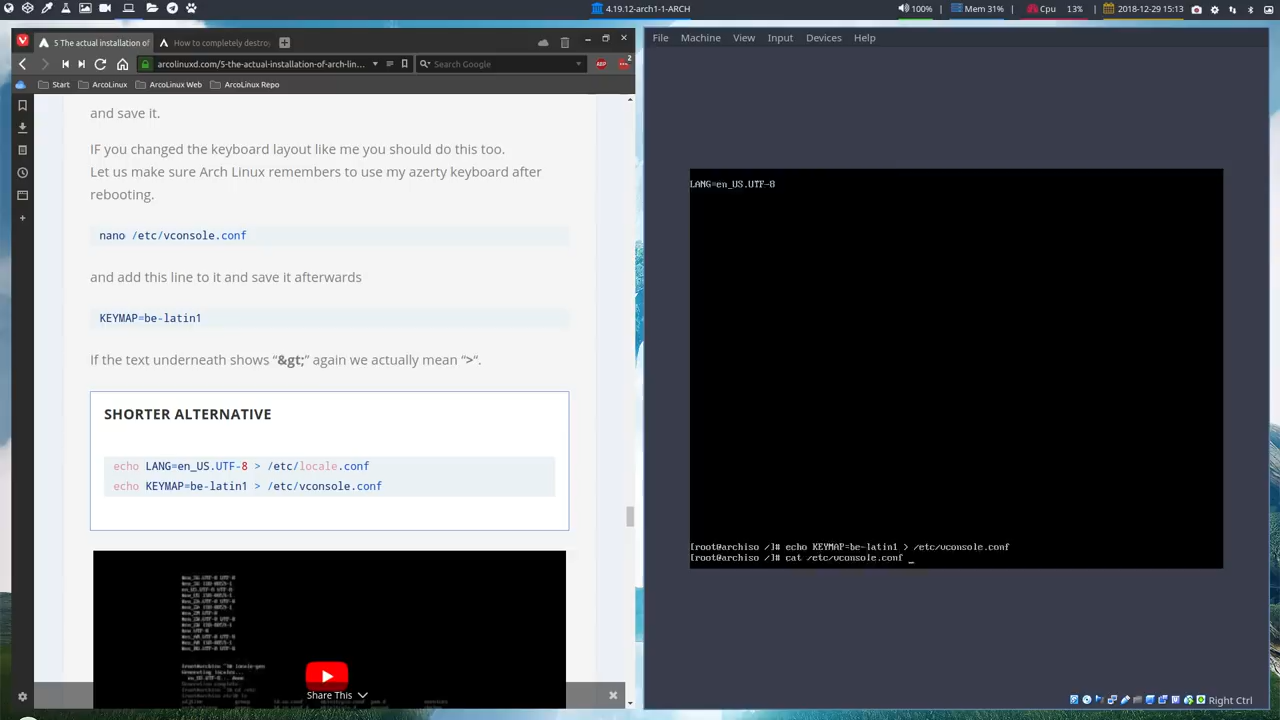 4.19.12-arch1-1-ARCH
100%
Mem 31%
Cpu
13%
2018-12-29 15:13
5 The actual installation of
How to completely destroy
arcolinuxd.com/5-the-actual-installation-of-arch-lin...
Search Google
2
Start
ArcoLinux
ArcoLinux Web
ArcoLinux Repo
File
Machine
View
Input
Devices
Help
and save it.
IF you changed the keyboard layout like me you should do this too.
Let us make sure Arch Linux remembers to use my azerty keyboard after
rebooting.
nano /etc/vconsole.conf
and add this line to it and save it afterwards
KEYMAP=be-latin1
If the text underneath shows “&gt;” again we actually mean “>“.
SHORTER ALTERNATIVE
echo LANG=en_US.UTF-8 > /etc/locale.conf
echo KEYMAP=be-latin1 > /etc/vconsole.conf
Share This
LANG=en_US.UTF-8
[root@archiso /]# echo KEYMAP=be-latin1 > /etc/vconsole.conf
[root@archiso /]# cat /etc/vconsole.conf _
Right Ctrl